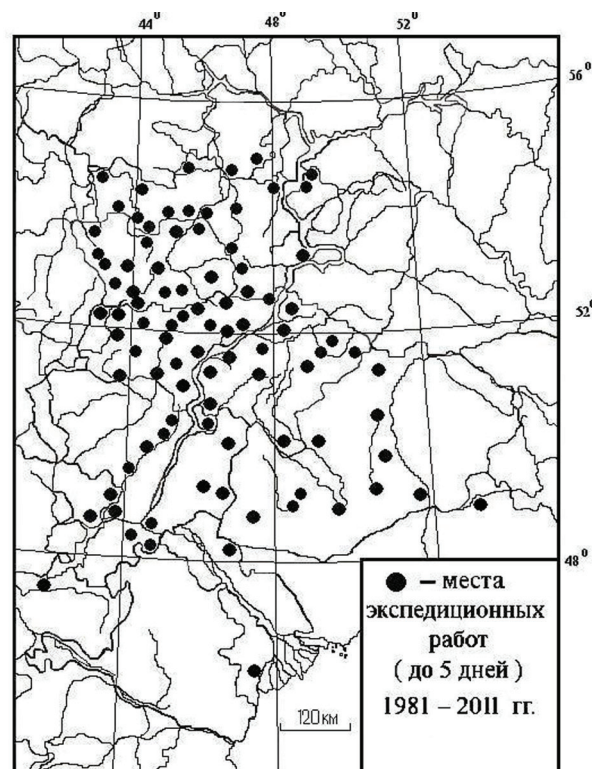 44⁰ 48⁰ 52⁰
56⁰
52⁰
48⁰
– места
экспедиционных
работ
( до 5 дней )
1981 – 2011 гг.
120 км